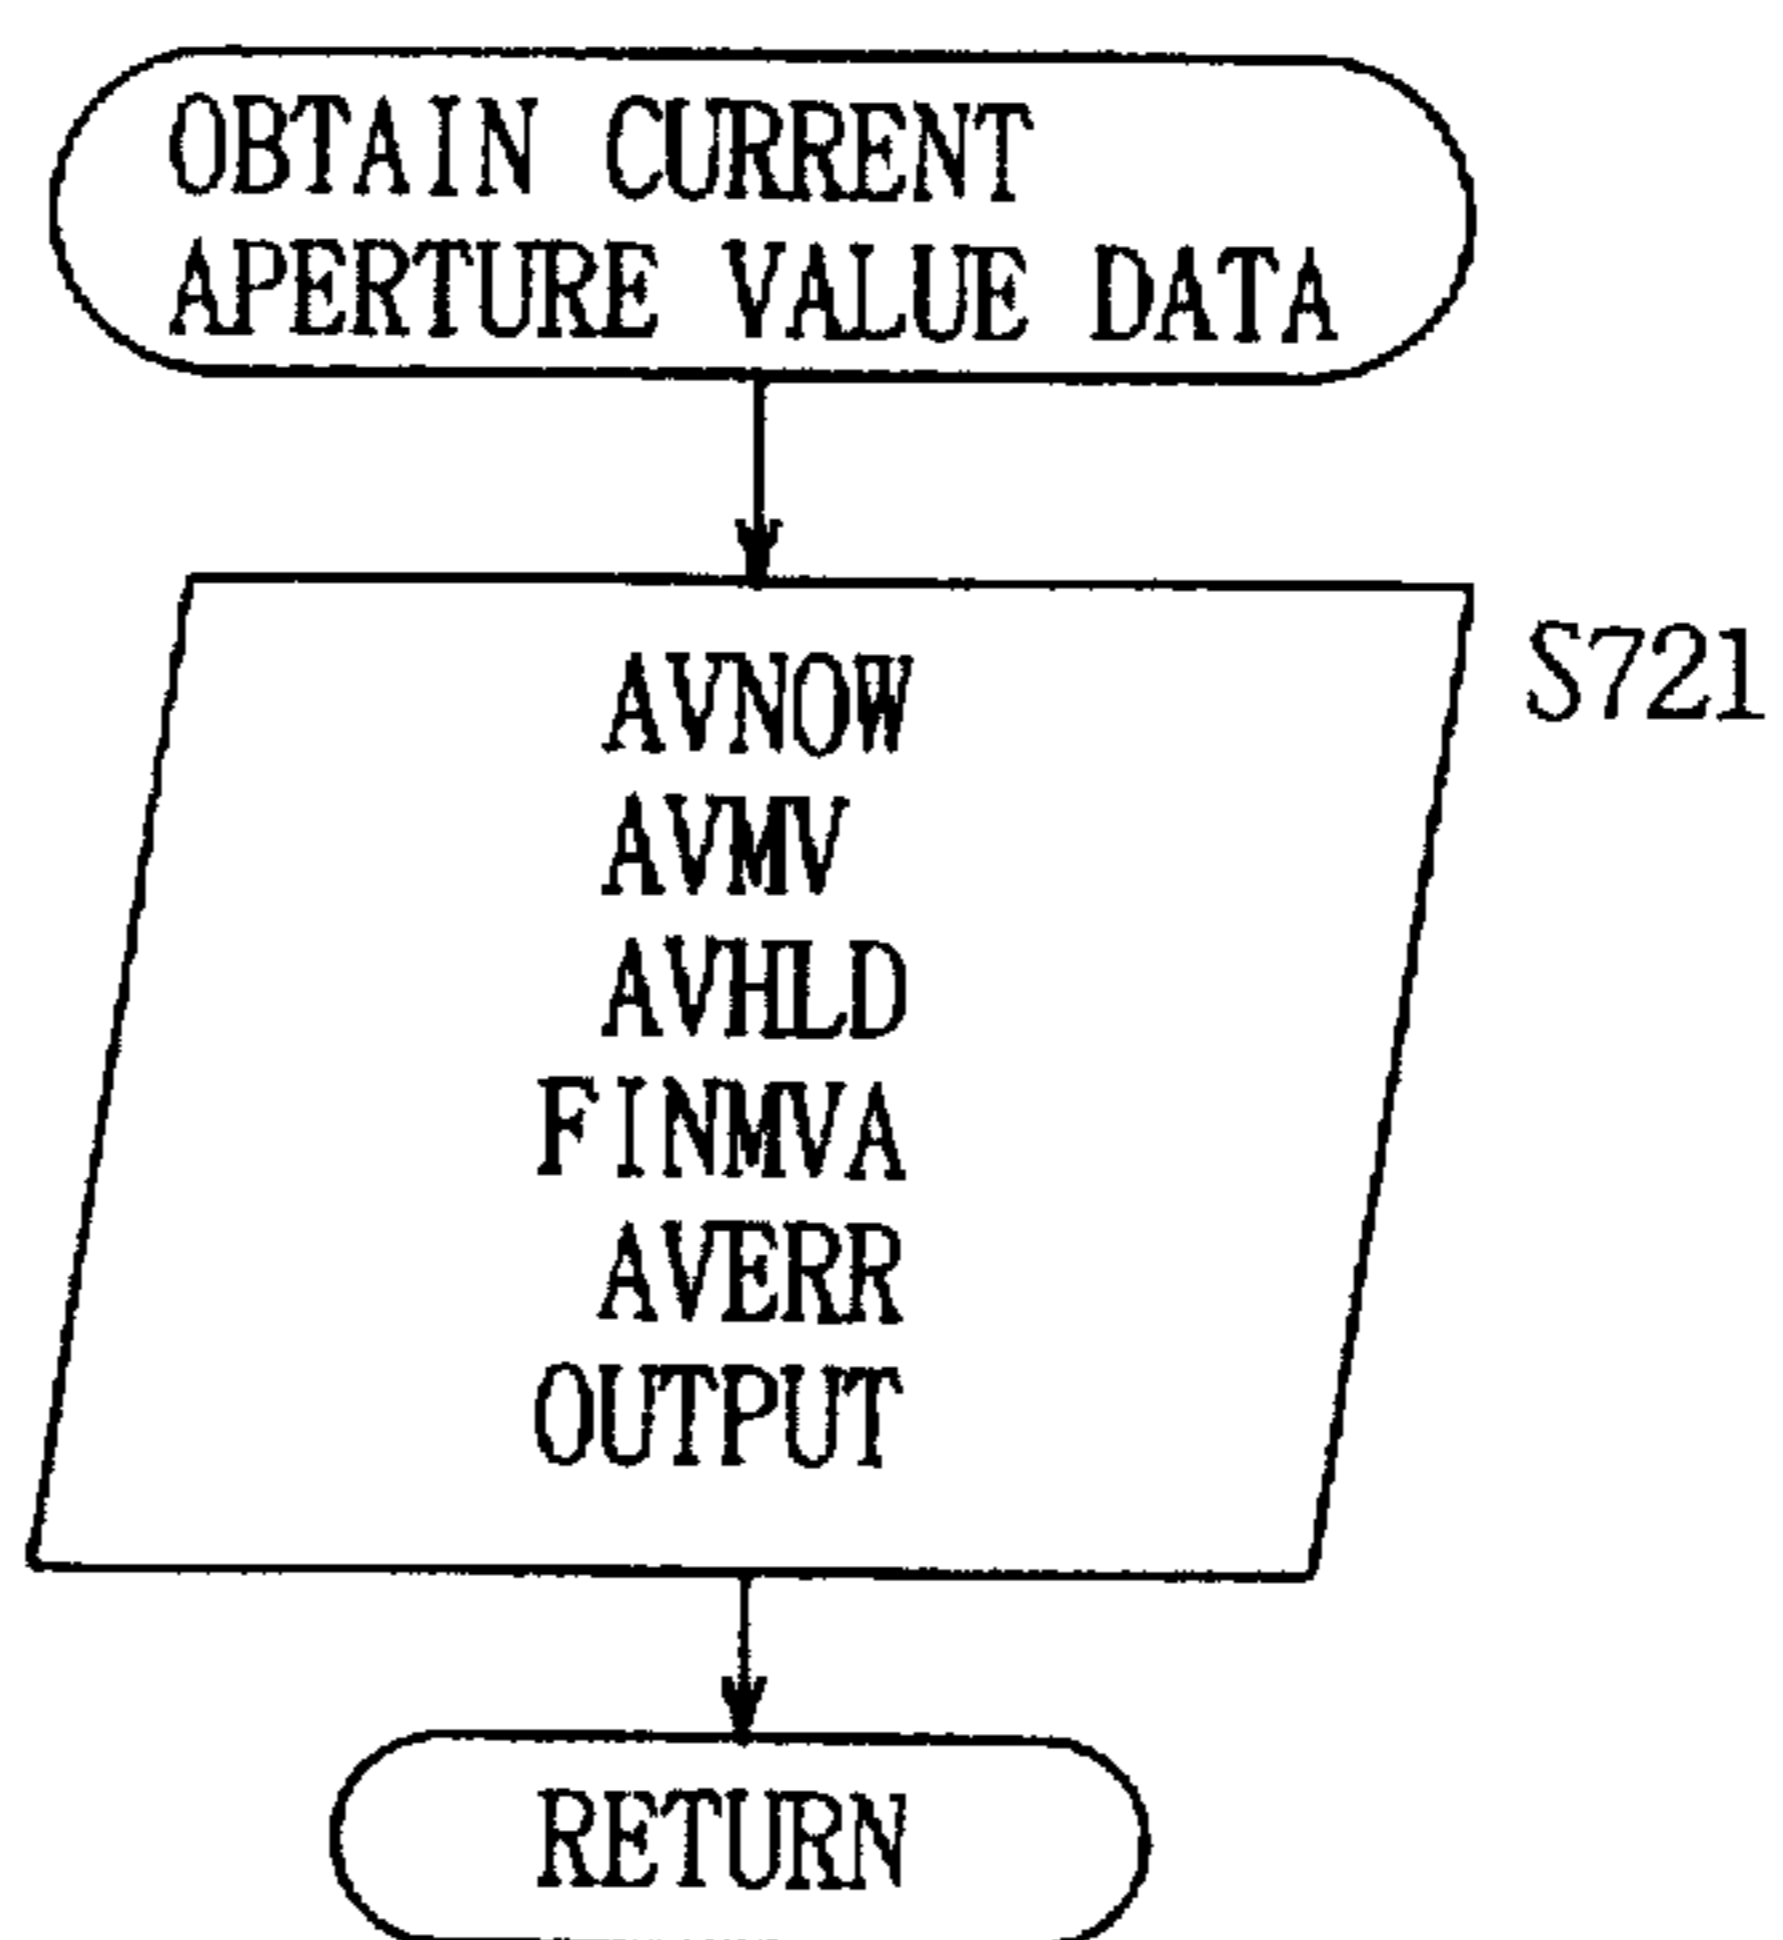 OBTAIN CURRENT
APERTURE VALUE DATA
S721
AVNOW
AVMV
AVHLD
FINMVA
AVERR
OUTPUT
RETURN